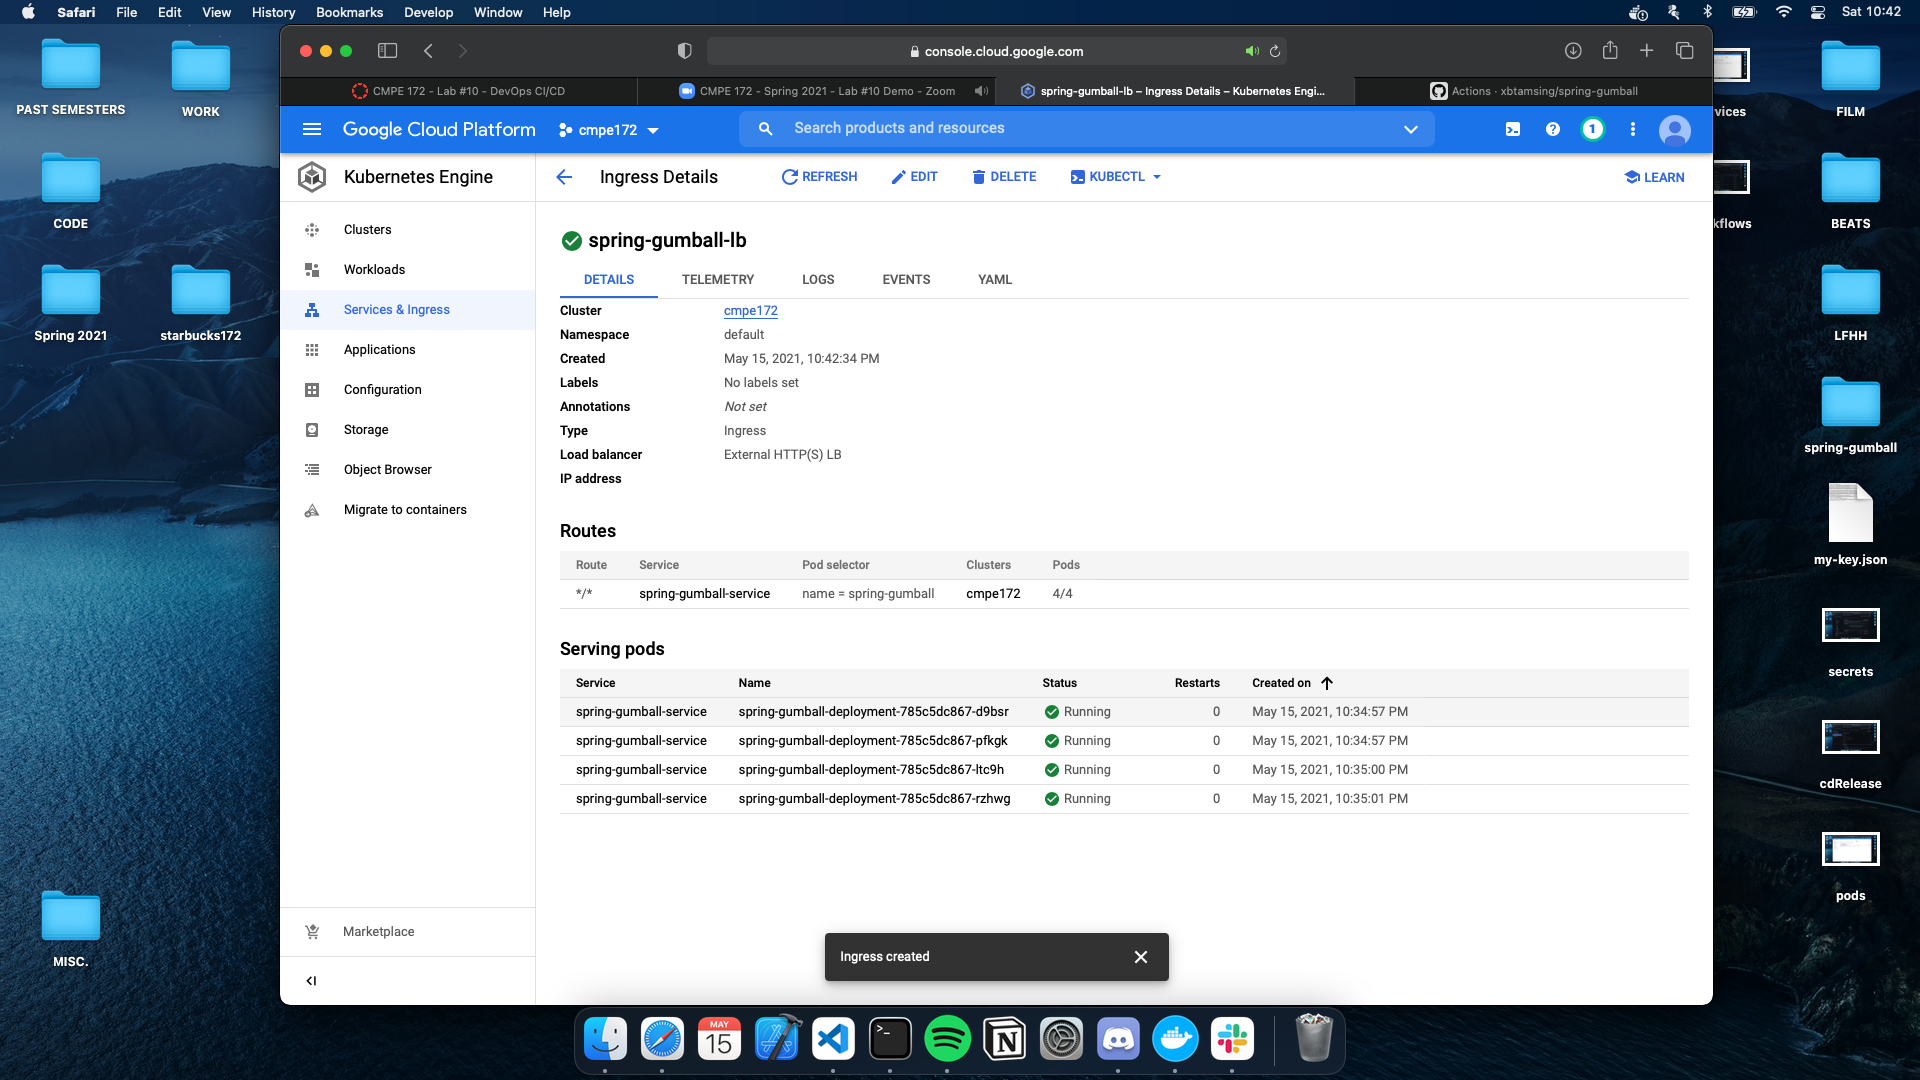 Safari File Edit View History Bookmarks Develop Window Help Sat 10:42
console.cloud.google.com
CMPE 172 - Lab #10 - DevOps CI/CD
CMPE 172 - Spring 2021 - Lab #10 Demo - Zoom
spring-gumball-lb – Ingress Details – Kubernetes Engi...
Actions · xbtamsing/spring-gumball
Google Cloud Platform cmpe172 Search products and resources 1
Kubernetes Engine
Ingress Details REFRESH EDIT DELETE KUBECTL LEARN
Clusters
Workloads
Services & Ingress
Applications
Configuration
Storage
Object Browser
Migrate to containers
Marketplace
spring-gumball-lb
DETAILS TELEMETRY LOGS EVENTS YAML
Cluster cmpe172
Namespace default
Created May 15, 2021, 10:42:34 PM
Labels No labels set
Annotations Not set
Type Ingress
Load balancer External HTTP(S) LB
IP address
Routes
Route Service Pod selector Clusters Pods
*/* spring-gumball-service name = spring-gumball cmpe172 4/4
Serving pods
Service Name Status Restarts Created on
spring-gumball-service spring-gumball-deployment-785c5dc867-d9bsr Running 0 May 15, 2021, 10:34:57 PM
spring-gumball-service spring-gumball-deployment-785c5dc867-pfkgk Running 0 May 15, 2021, 10:34:57 PM
spring-gumball-service spring-gumball-deployment-785c5dc867-ltc9h Running 0 May 15, 2021, 10:35:00 PM
spring-gumball-service spring-gumball-deployment-785c5dc867-rzhwg Running 0 May 15, 2021, 10:35:01 PM
Ingress created
PAST SEMESTERS
WORK
CODE
Spring 2021
starbucks172
MISC.
vices
FILM
kflows
BEATS
LFHH
spring-gumball
my-key.json
secrets
cdRelease
pods
MAY
15